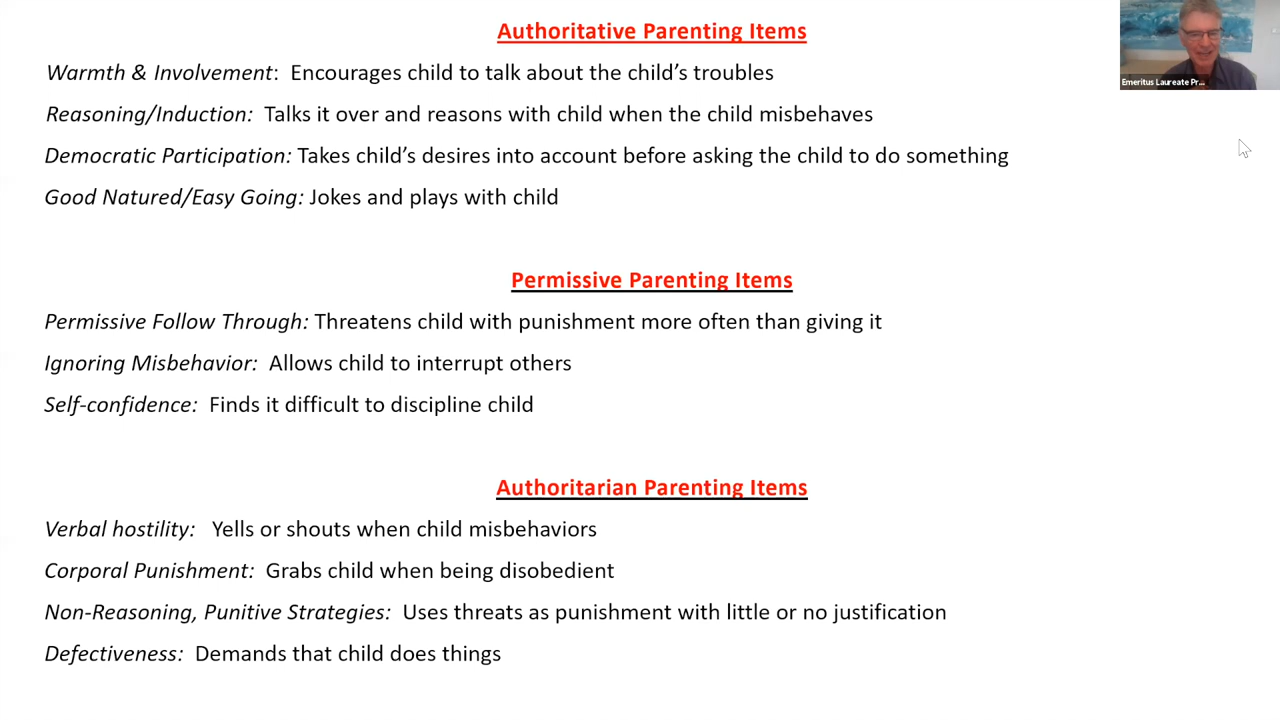 Authoritative Parenting Items
Emeritus Laureate Pr...
Warmth & Involvement: Encourages child to talk about the child's troubles
Reasoning/Induction: Talks it over and reasons with child when the child misbehaves
Democratic Participation: Takes child's desires into account before asking the child to do something
Good Natured/Easy Going: Jokes and plays with child
Permissive Parenting Items
Permissive Follow Through: Threatens child with punishment more often than giving it
Ignoring Misbehavior: Allows child to interrupt others
Self-confidence: Finds it difficult to discipline child
Authoritarian Parenting Items
Verbal hostility: Yells or shouts when child misbehaviors
Corporal Punishment: Grabs child when being disobedient
Non-Reasoning, Punitive Strategies: Uses threats as punishment with little or no justification
Defectiveness: Demands that child does things